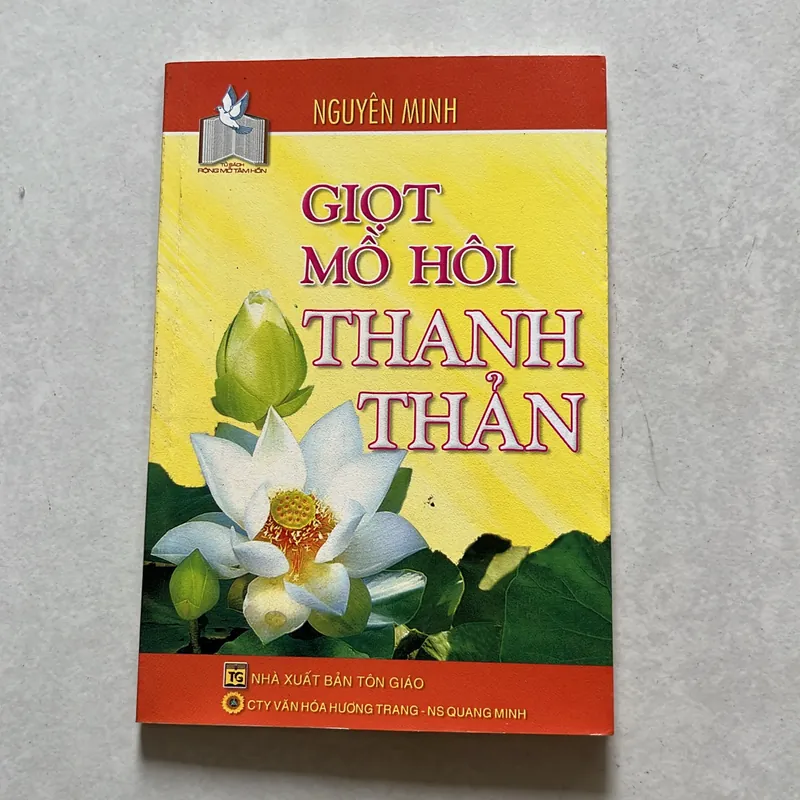 NGUYÊN MINH
TỦ SÁCH
RỘNG MỞ TÂM HỒN
GIỌT
MỒ HÔI
THANH
THẢN
TG
NHÀ XUẤT BẢN TÔN GIÁO
CTY VĂN HÓA HƯƠNG TRANG - NS QUANG MINH